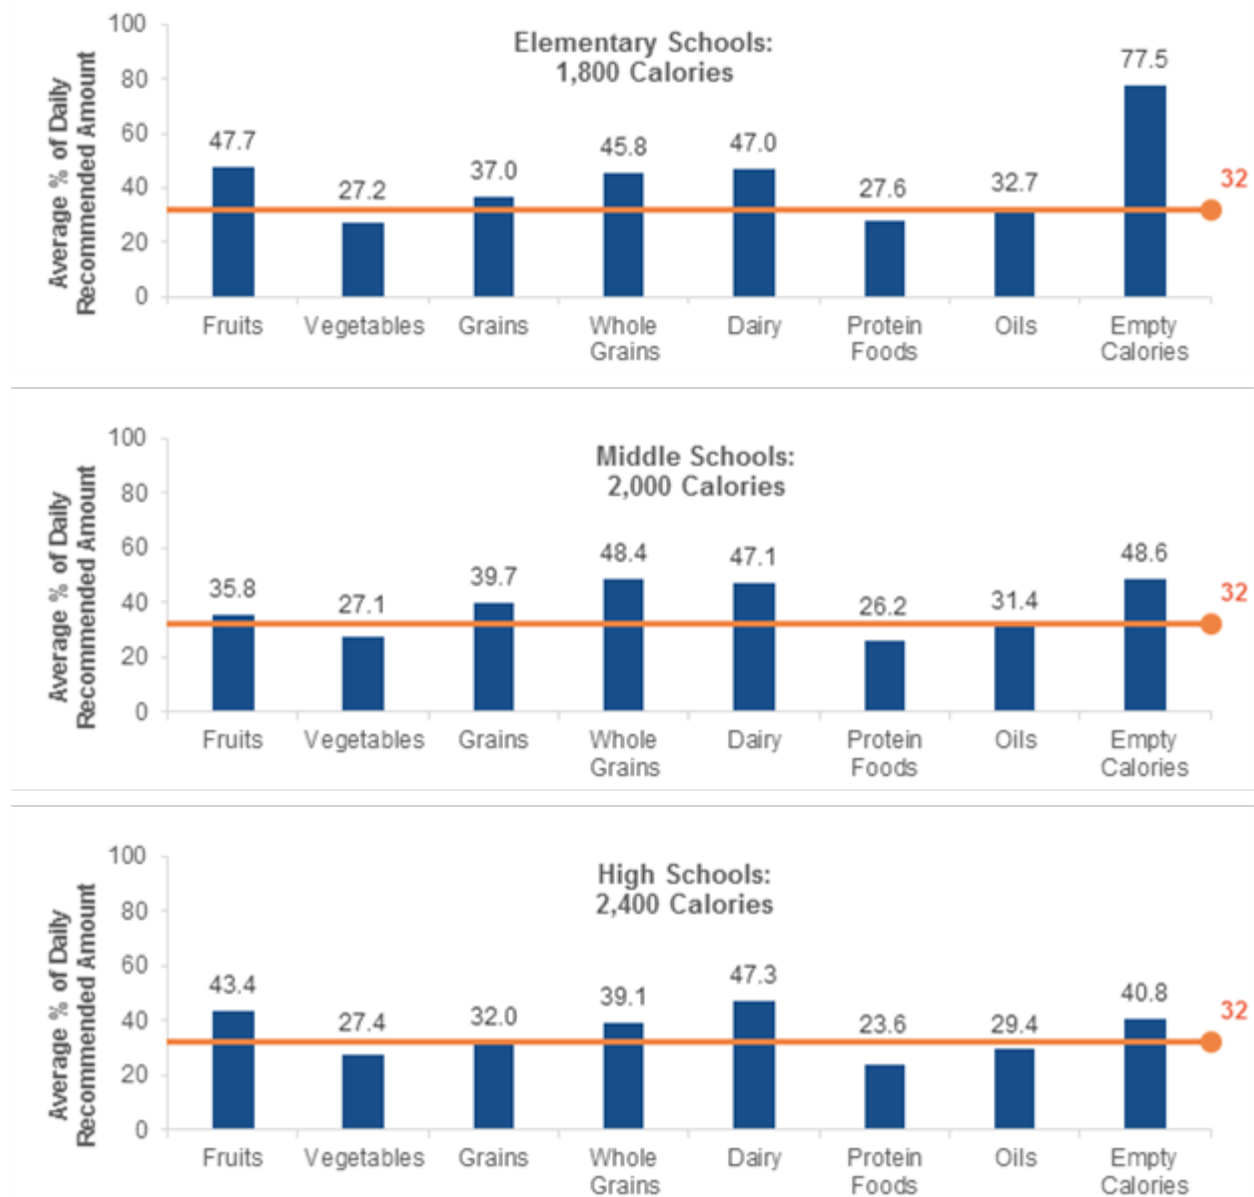 Elementary Schools:
1,800 Calories
Average % of Daily
Recommended Amount
100
80
60
40
20
0
47.7
27.2
37.0
45.8
47.0
27.6
32.7
77.5
32
Fruits
Vegetables
Grains
Whole
Grains
Dairy
Protein
Foods
Oils
Empty
Calories
Middle Schools:
2,000 Calories
Average % of Daily
Recommended Amount
100
80
60
40
20
0
35.8
27.1
39.7
48.4
47.1
26.2
31.4
48.6
32
Fruits
Vegetables
Grains
Whole
Grains
Dairy
Protein
Foods
Oils
Empty
Calories
High Schools:
2,400 Calories
Average % of Daily
Recommended Amount
100
80
60
40
20
0
43.4
27.4
32.0
39.1
47.3
23.6
29.4
40.8
32
Fruits
Vegetables
Grains
Whole
Grains
Dairy
Protein
Foods
Oils
Empty
Calories